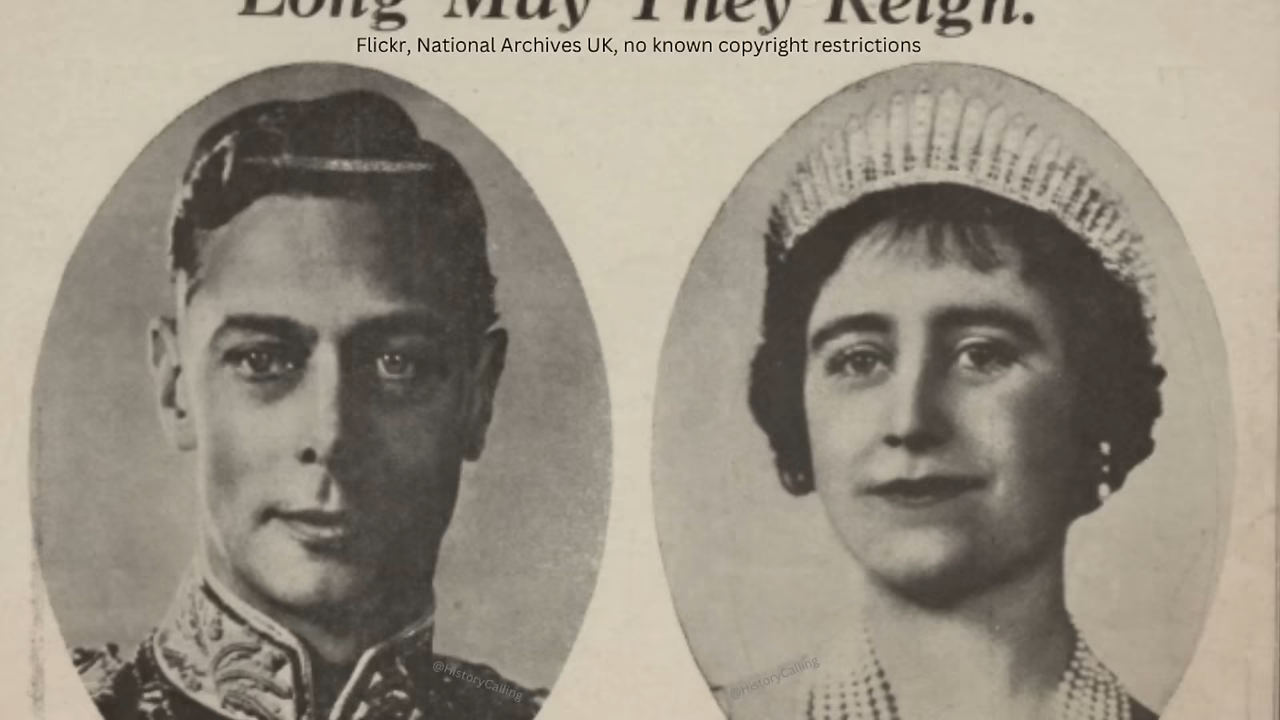 Long May They Reign.
Flickr, National Archives UK, no known copyright restrictions
@HistoryCalling
@HistoryCalling